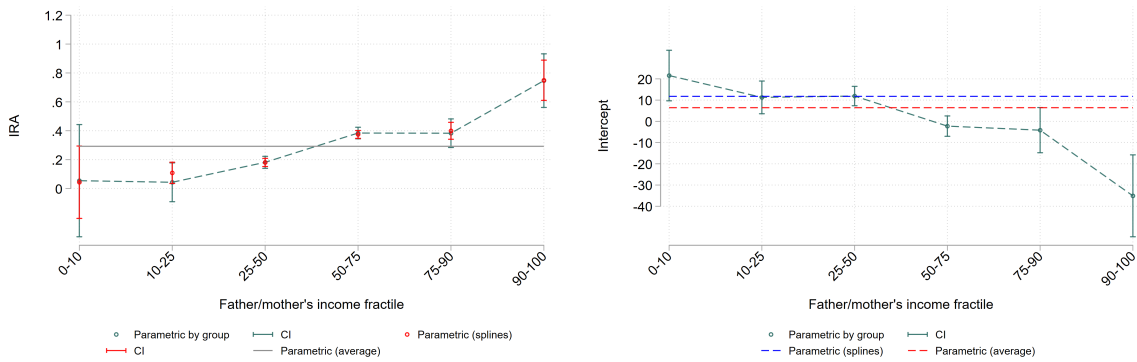 IRA
1.2
1
.8
.6
.4
.2
0
0-10
10-25
25-50
50-75
75-90
90-100
Father/mother's income fractile
Parametric by group
CI
Parametric (splines)
CI
Parametric (average)
Intercept
20
10
0
-10
-20
-30
-40
0-10
10-25
25-50
50-75
75-90
90-100
Father/mother's income fractile
Parametric by group
CI
Parametric (splines)
Parametric (average)